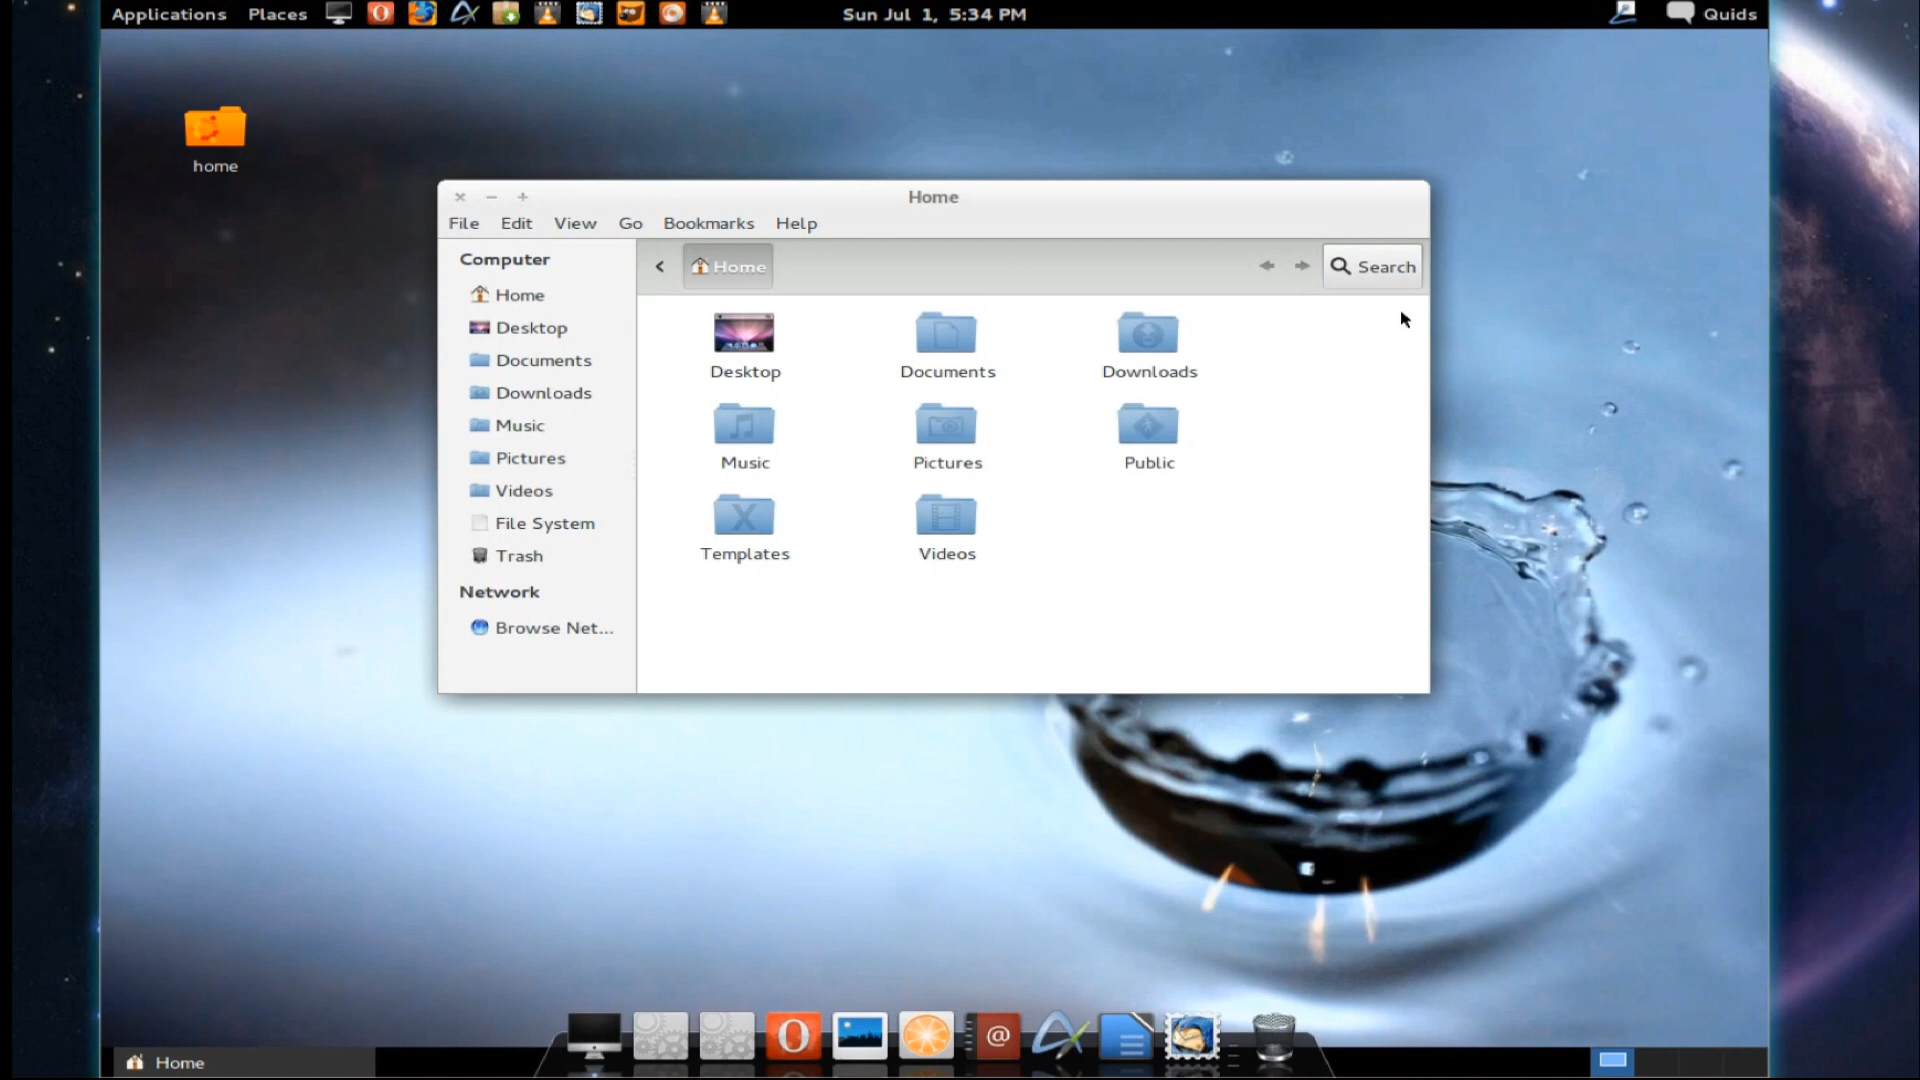 Applications Places Sun Jul 1, 5:34 PM Quids
home
Home
File Edit View Go Bookmarks Help
Computer
Home
Desktop
Documents
Downloads
Music
Pictures
Videos
File System
Trash
Network
Browse Net...
Home Search
Desktop Documents Downloads
Music Pictures Public
Templates Videos
Home